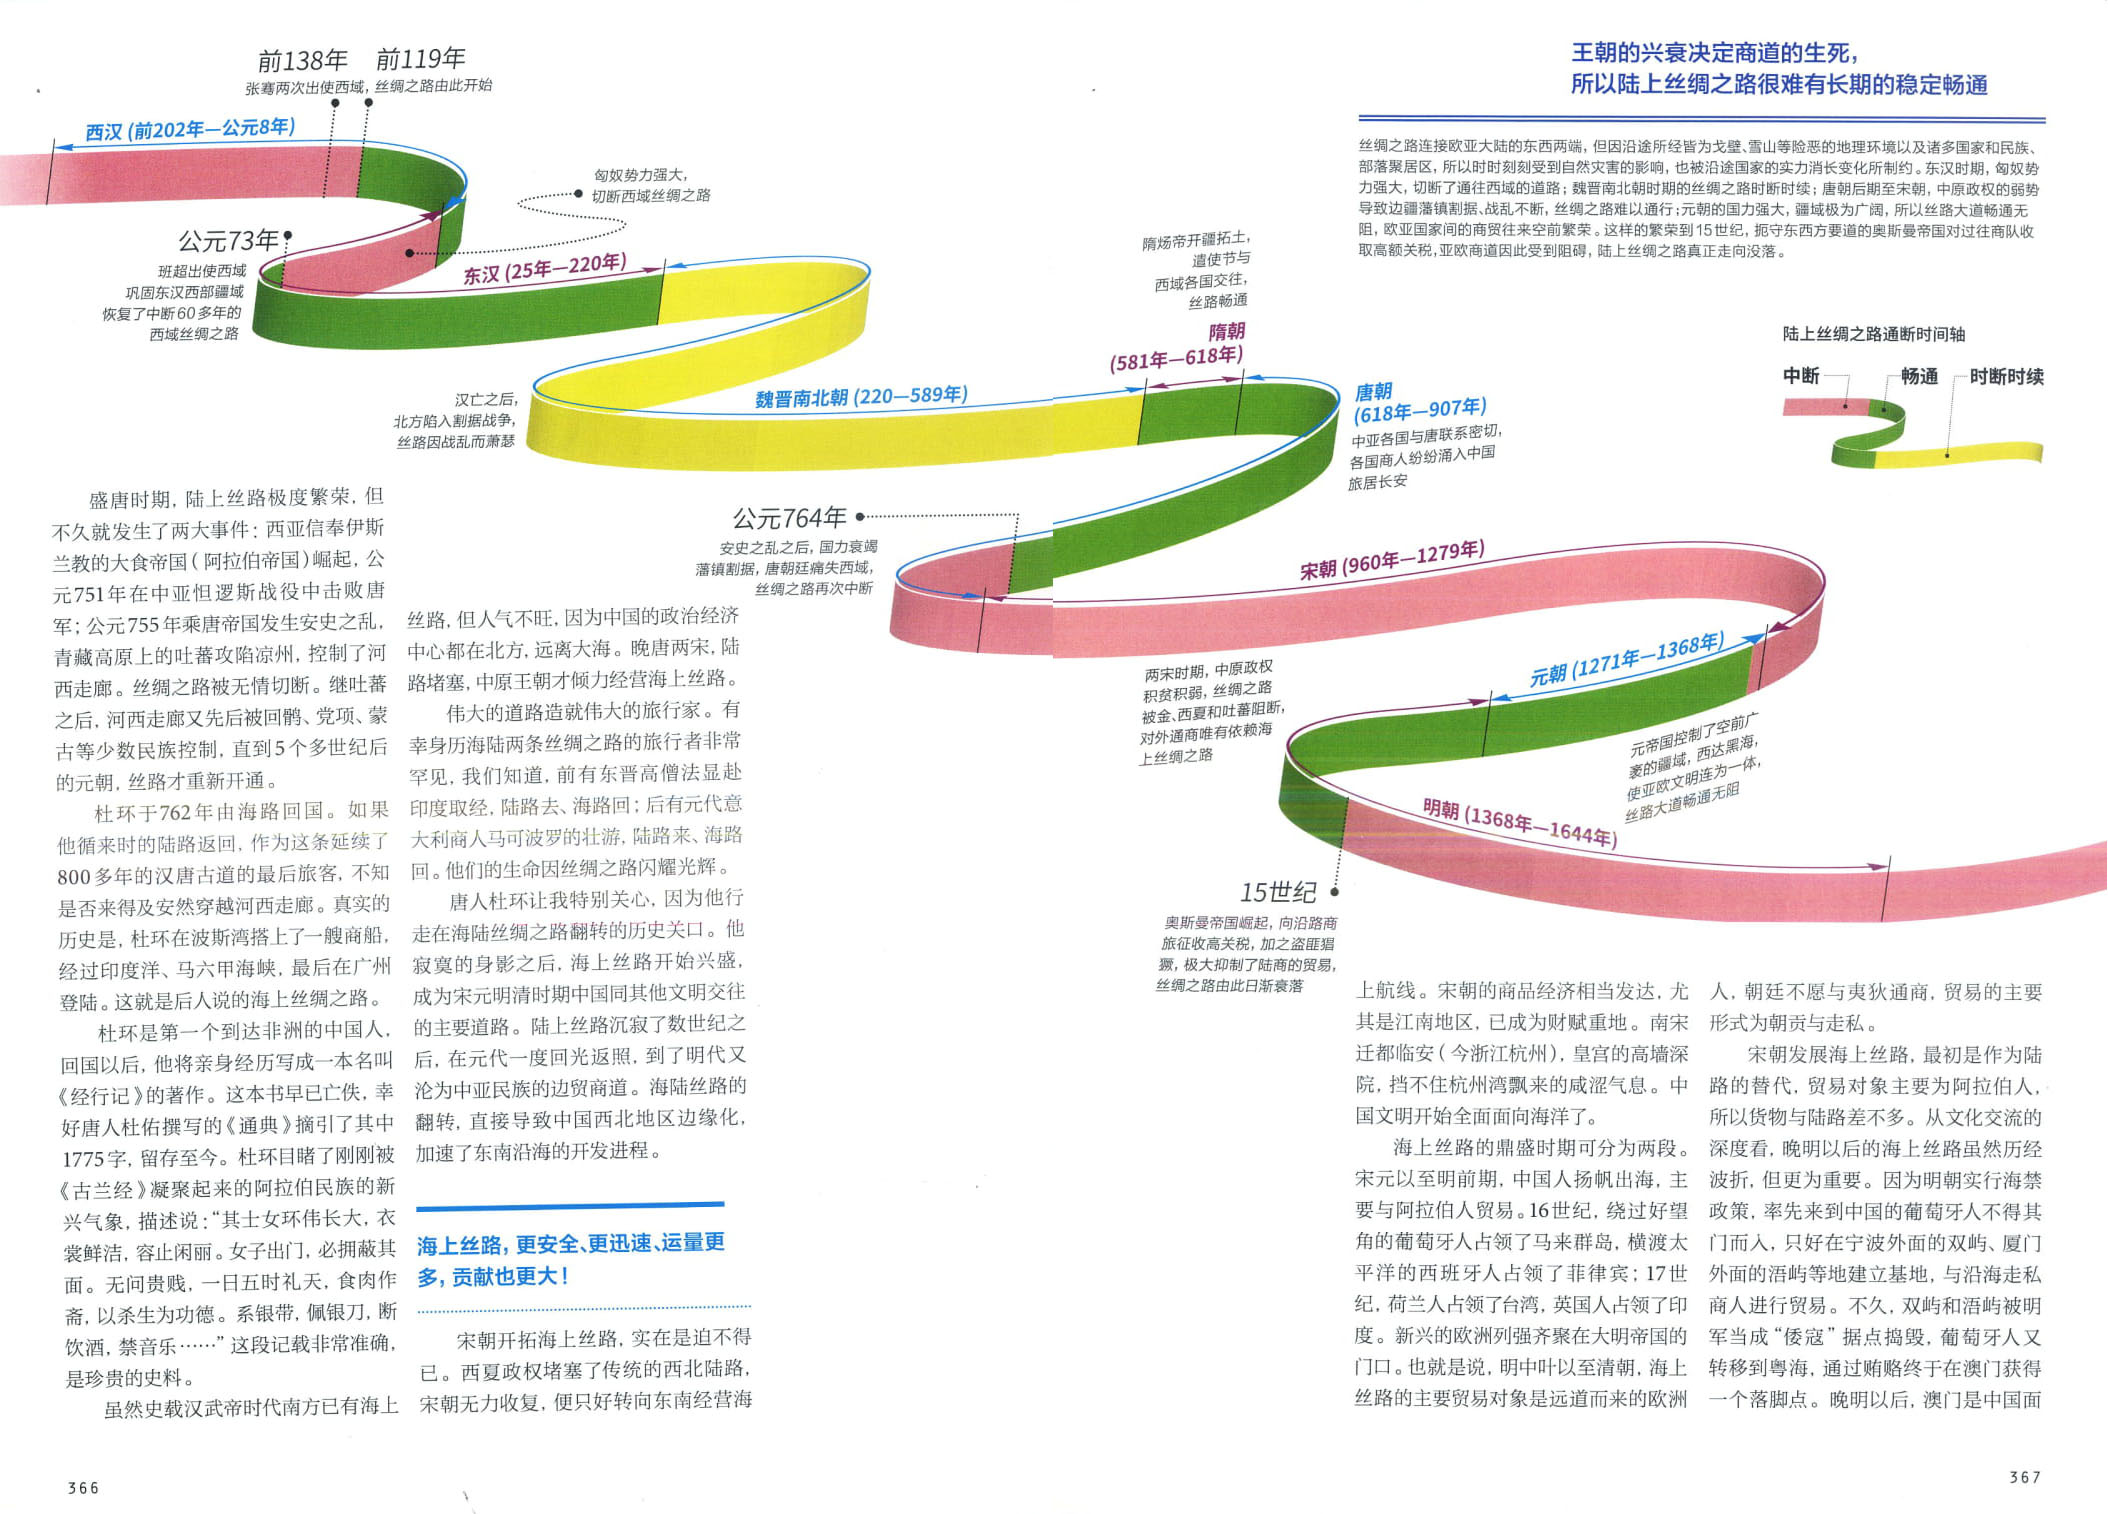 前138年 前119年
张骞两次出使西域，丝绸之路由此开始
西汉 (前202年—公元8年)
匈奴势力强大，
切断西域丝绸之路
公元73年
班超出使西域
巩固东汉西部疆域
恢复了中断60多年的
西域丝绸之路
东汉 (25年—220年)
汉亡之后，
北方陷入割据战争，
丝路因战乱而萧瑟
魏晋南北朝 (220—589年)
隋炀帝开疆拓土，
遣使节与
西域各国交往，
丝路畅通
隋朝
(581年—618年)
唐朝
(618年—907年)
中亚各国与唐联系密切，
各国商人纷纷涌入中国
旅居长安
公元764年
安史之乱之后，国力衰竭
藩镇割据，唐朝廷痛失西域，
丝绸之路再次中断
宋朝 (960年—1279年)
两宋时期，中原政权
积贫积弱，丝绸之路
被金、西夏和吐蕃阻断，
对外通商唯有依赖海
上丝绸之路
元朝 (1271年—1368年)
元帝国控制了空前广
袤的疆域，西达黑海，
使亚欧文明连为一体，
丝路大道畅通无阻
明朝 (1368年—1644年)
15世纪
奥斯曼帝国崛起，向沿路商
旅征收高关税，加之盗匪猖
獗，极大抑制了陆商的贸易，
丝绸之路由此日渐衰落
王朝的兴衰决定商道的生死，
所以陆上丝绸之路很难有长期的稳定畅通
丝绸之路连接欧亚大陆的东西两端，但因沿途所经皆为戈壁、雪山等险恶的地理环境以及诸多国家和民族、
部落聚居区，所以时时刻刻受到自然灾害的影响，也被沿途国家的实力消长变化所制约。东汉时期，匈奴势
力强大，切断了通往西域的道路；魏晋南北朝时期的丝绸之路时断时续；唐朝后期至宋朝，中原政权的弱势
导致边疆藩镇割据、战乱不断，丝绸之路难以通行；元朝的国力强大，疆域极为广阔，所以丝路大道畅通无
阻，欧亚国家间的商贸往来空前繁荣。这样的繁荣到15世纪，扼守东西方要道的奥斯曼帝国对过往商队收
取高额关税，亚欧商道因此受到阻碍，陆上丝绸之路真正走向没落。
陆上丝绸之路通断时间轴
中断 畅通 时断时续
盛唐时期，陆上丝路极度繁荣，但
不久就发生了两大事件：西亚信奉伊斯
兰教的大食帝国（阿拉伯帝国）崛起，公
元751年在中亚怛逻斯战役中击败唐
军；公元755年乘唐帝国发生安史之乱，
青藏高原上的吐蕃攻陷凉州，控制了河
西走廊。丝绸之路被无情切断。继吐蕃
之后，河西走廊又先后被回鹘、党项、蒙
古等少数民族控制，直到5个多世纪后
的元朝，丝路才重新开通。
杜环于762年由海路回国。如果
他循来时的陆路返回，作为这条延续了
800多年的汉唐古道的最后旅客，不知
是否来得及安然穿越河西走廊。真实的
历史是，杜环在波斯湾搭上了一艘商船，
经过印度洋、马六甲海峡，最后在广州
登陆。这就是后人说的海上丝绸之路。
杜环是第一个到达非洲的中国人，
回国以后，他将亲身经历写成一本名叫
《经行记》的著作。这本书早已亡佚，幸
好唐人杜佑撰写的《通典》摘引了其中
1775字，留存至今。杜环目睹了刚刚被
《古兰经》凝聚起来的阿拉伯民族的新
兴气象，描述说：“其士女环伟长大，衣
裳鲜洁，容止闲丽。女子出门，必拥蔽其
面。无问贵贱，一日五时礼天，食肉作
斋，以杀生为功德。系银带，佩银刀，断
饮酒，禁音乐……”这段记载非常准确，
是珍贵的史料。
虽然史载汉武帝时代南方已有海上
丝路，但人气不旺，因为中国的政治经济
中心都在北方，远离大海。晚唐两宋，陆
路堵塞，中原王朝才倾力经营海上丝路。
伟大的道路造就伟大的旅行家。有
幸身历海陆两条丝绸之路的旅行者非常
罕见，我们知道，前有东晋高僧法显赴
印度取经，陆路去、海路回；后有元代意
大利商人马可波罗的壮游，陆路来、海路
回。他们的生命因丝绸之路闪耀光辉。
唐人杜环让我特别关心，因为他行
走在海陆丝绸之路翻转的历史关口。他
寂寞的身影之后，海上丝路开始兴盛，
成为宋元明清时期中国同其他文明交往
的主要道路。陆上丝路沉寂了数世纪之
后，在元代一度回光返照，到了明代又
沦为中亚民族的边贸商道。海陆丝路的
翻转，直接导致中国西北地区边缘化，
加速了东南沿海的开发进程。
海上丝路，更安全、更迅速、运量更
多，贡献也更大！
宋朝开拓海上丝路，实在是迫不得
已。西夏政权堵塞了传统的西北陆路，
宋朝无力收复，便只好转向东南经营海
上航线。宋朝的商品经济相当发达，尤
其是江南地区，已成为财赋重地。南宋
迁都临安（今浙江杭州），皇宫的高墙深
院，挡不住杭州湾飘来的咸涩气息。中
国文明开始全面面向海洋了。
海上丝路的鼎盛时期可分为两段。
宋元以至明前期，中国人扬帆出海，主
要与阿拉伯人贸易。16世纪，绕过好望
角的葡萄牙人占领了马来群岛，横渡太
平洋的西班牙人占领了菲律宾；17世
纪，荷兰人占领了台湾，英国人占领了印
度。新兴的欧洲列强齐聚在大明帝国的
门口。也就是说，明中叶以至清朝，海上
丝路的主要贸易对象是远道而来的欧洲
人，朝廷不愿与夷狄通商，贸易的主要
形式为朝贡与走私。
宋朝发展海上丝路，最初是作为陆
路的替代，贸易对象主要为阿拉伯人，
所以货物与陆路差不多。从文化交流的
深度看，晚明以后的海上丝路虽然历经
波折，但更为重要。因为明朝实行海禁
政策，率先来到中国的葡萄牙人不得其
门而入，只好在宁波外面的双屿、厦门
外面的浯屿等地建立基地，与沿海走私
商人进行贸易。不久，双屿和浯屿被明
军当成“倭寇”据点捣毁，葡萄牙人又
转移到粤海，通过贿赂终于在澳门获得
一个落脚点。晚明以后，澳门是中国面
366
367